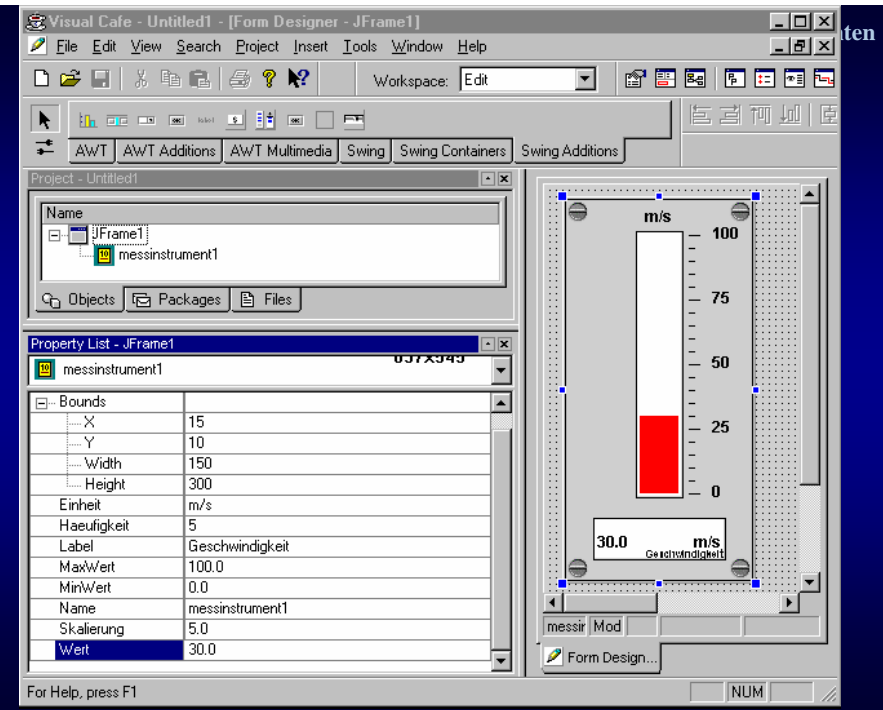 Visual Cafe - Untitled1 - [Form Designer - JFrame1]
File Edit View Search Project Insert Tools Window Help
Workspace: Edit
AWT AWT Additions AWT Multimedia Swing Swing Containers Swing Additions
Project - Untitled1
Name
JFrame1
messinstrument1
Objects Packages Files
Property List - JFrame1
messinstrument1
Bounds
X 15
Y 10
Width 150
Height 300
Einheit m/s
Haeufigkeit 5
Label Geschwindigkeit
MaxWert 100.0
MinWert 0.0
Name messinstrument1
Skalierung 5.0
Wert 30.0
m/s
100
75
50
25
0
30.0 m/s
Geschwindigkeit
messir Mod
Form Design...
For Help, press F1
NUM